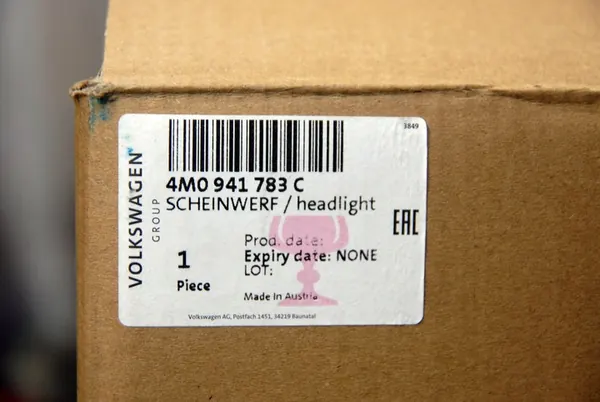 3849
VOLKSWAGEN
GROUP
4M0 941 783 C
SCHEINWERF / headlight
EAC
1
Piece
Prod. date:
Expiry date: NONE
LOT:
Made in Austria
Volkswagen AG, Postfach 1451, 34219 Baunatal